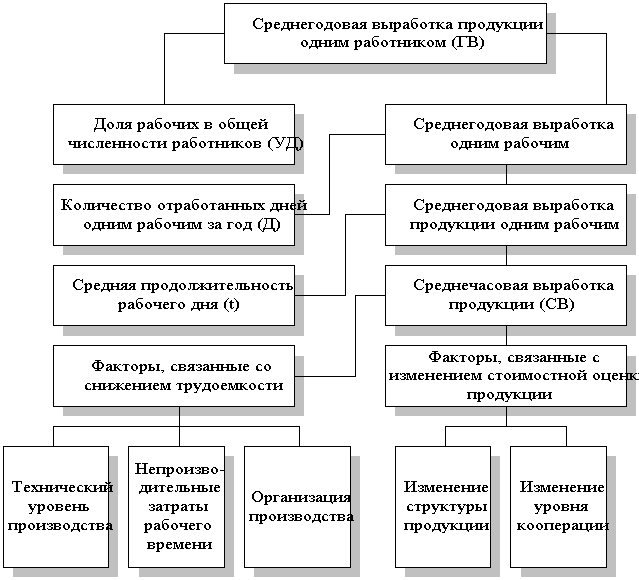 Среднегодовая выработка продукции
одним работником (ГВ)
Доля рабочих в общей
численности работников (УД)
Среднегодовая выработка
одним рабочим
Количество отработанных дней
одним рабочим за год (Д)
Среднегодовая выработка
продукции одним рабочим
Средняя продолжительность
рабочего дня (t)
Среднечасовая выработка
продукции (СВ)
Факторы, связанные со
снижением трудоемкости
Факторы, связанные с
изменением стоимостной оценк
продукции
Технический
уровень
производства
Непроизво-
дительные
затраты
рабочего
времени
Организация
производства
Изменение
структуры
продукции
Изменение
уровня
кооперации